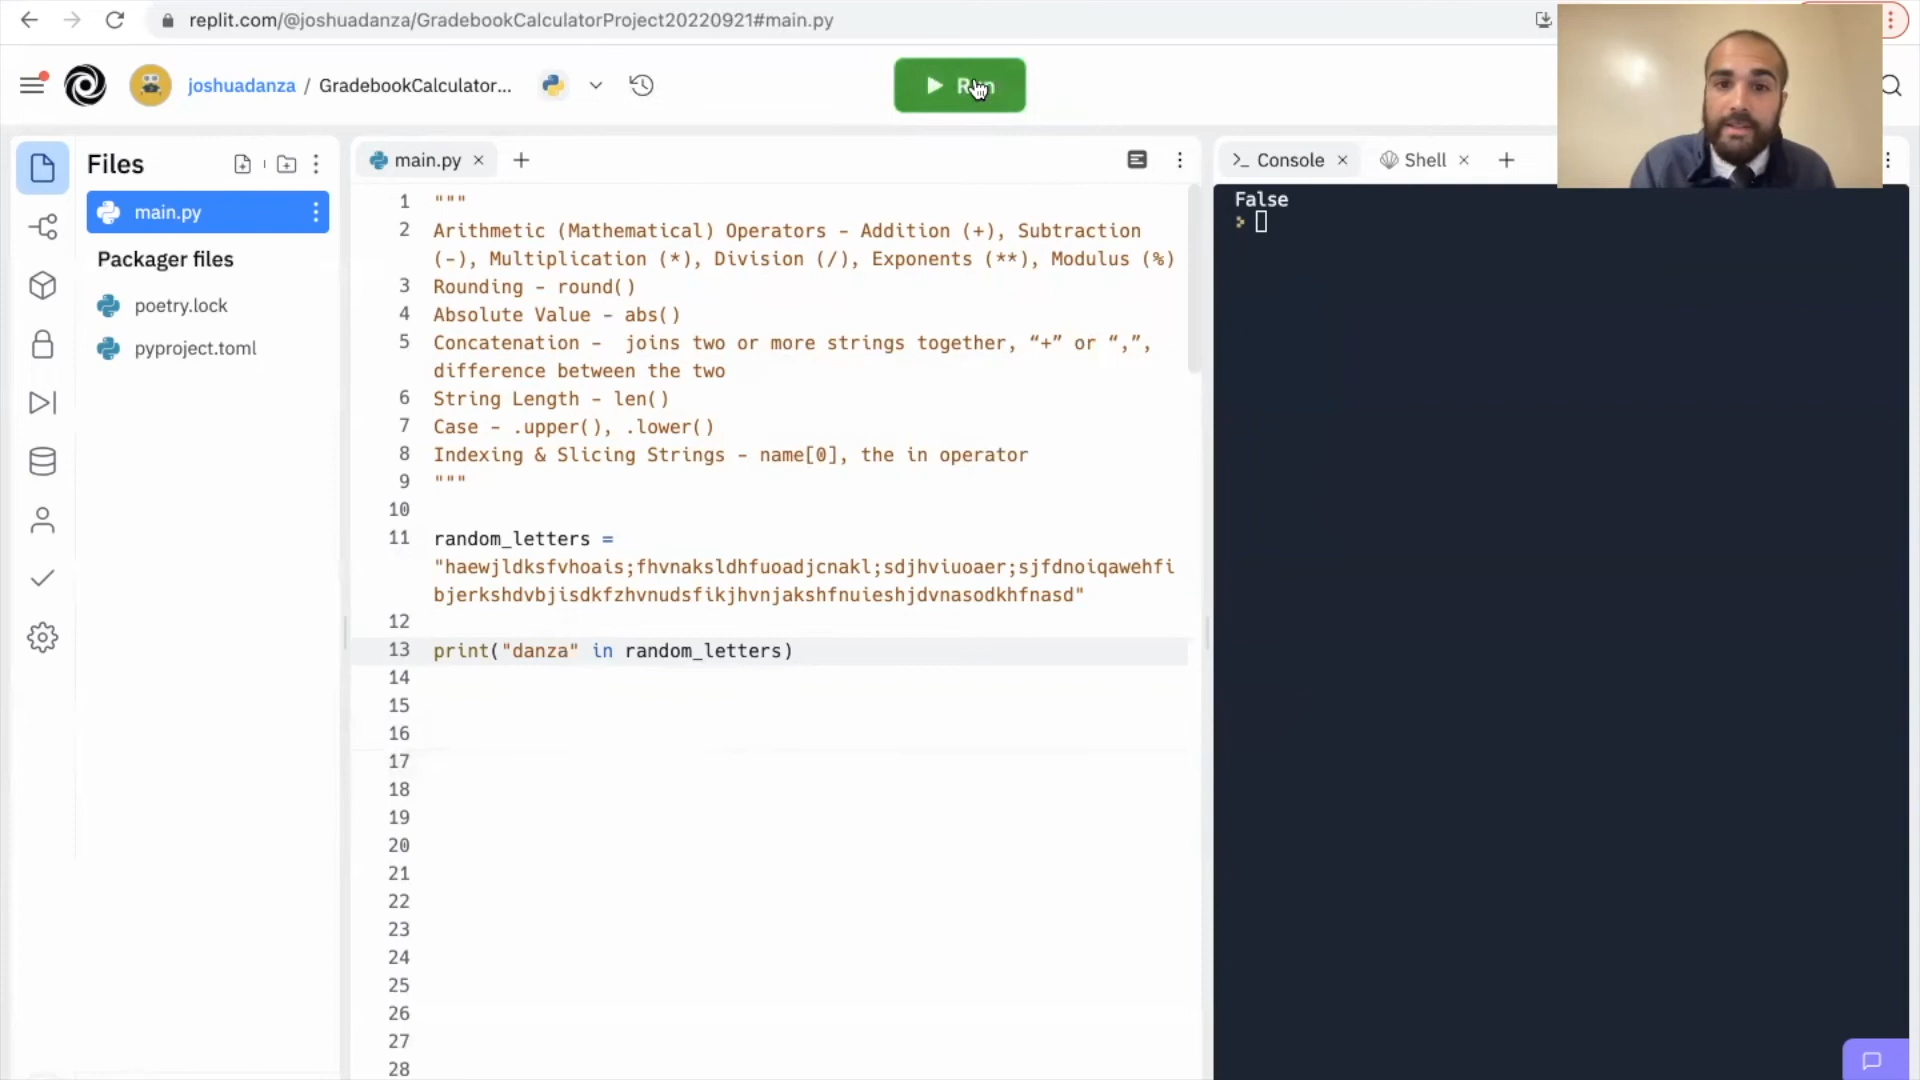 replit.com/@joshuadanza/GradebookCalculatorProject20220921#main.py
joshuadanza / GradebookCalculator...
Run
Files
main.py
Packager files
poetry.lock
pyproject.toml
main.py
1 """
2 Arithmetic (Mathematical) Operators - Addition (+), Subtraction
(-), Multiplication (*), Division (/), Exponents (**), Modulus (%)
3 Rounding - round()
4 Absolute Value - abs()
5 Concatenation -  joins two or more strings together, “+” or “,”,
difference between the two
6 String Length - len()
7 Case - .upper(), .lower()
8 Indexing & Slicing Strings - name[0], the in operator
9 """
10
11 random_letters =
"haewjldksfvhoais;fhvnaksldhfuoadjcnakl;sdjhviuoaer;sjfdnoiqawehfi
bjerkshdvbjisdkfzhvnudsfikjhvnjakshfnuieshjdvnasodkhfnasd"
12
13 print("danza" in random_letters)
14
15
16
17
18
19
20
21
22
23
24
25
26
27
28
Console
Shell
False